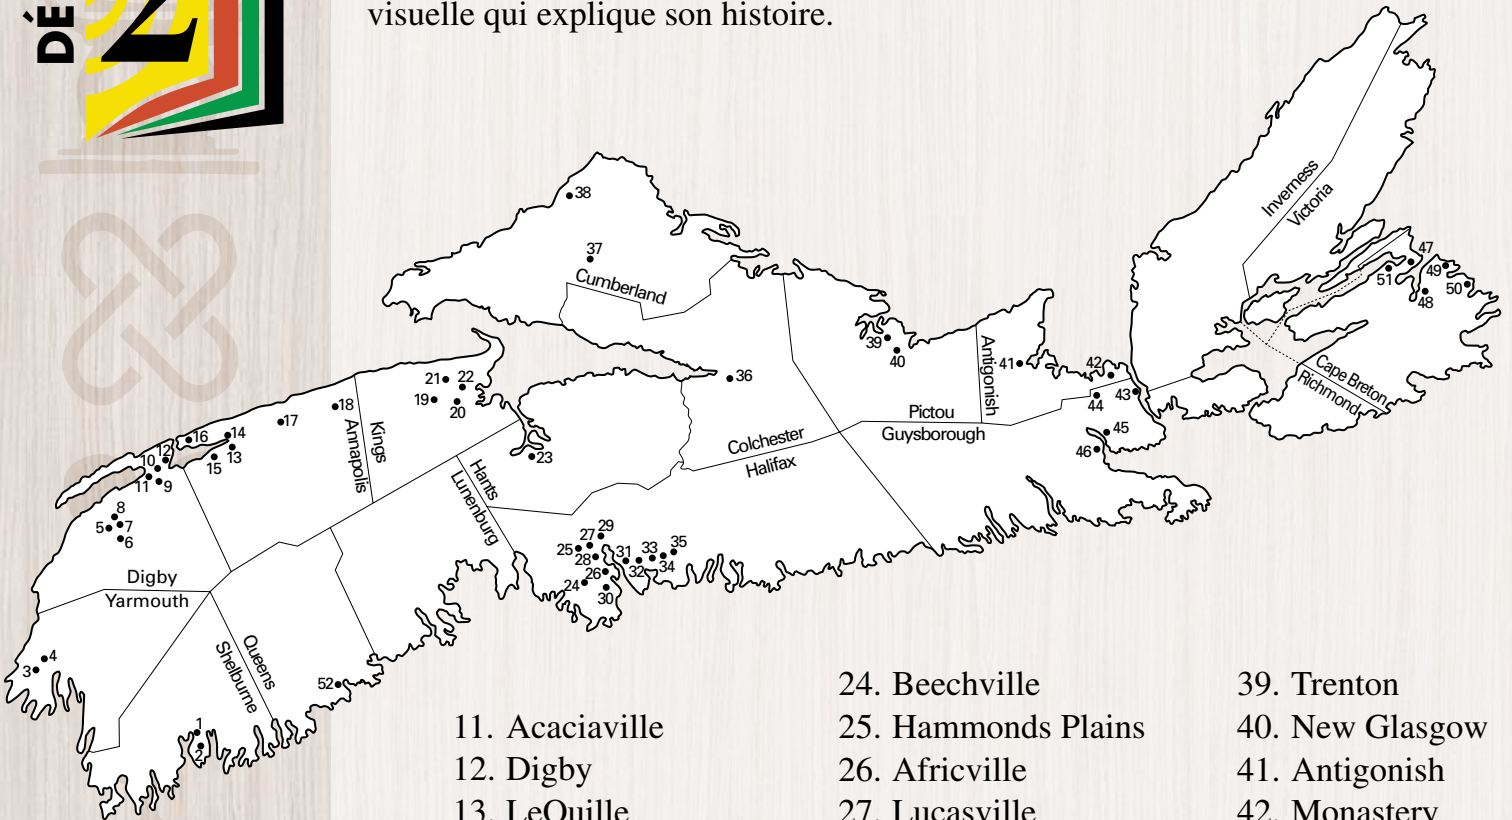 DÉ
2
visuelle qui explique son histoire.
38
37
Cumberland
Inverness
Victoria
47
49
51
50
48
Cape Breton
Richmond
39
40
Antigonish
41
42
43
44
45
46
Pictou
Guysborough
36
Colchester
Halifax
21
22
19
20
18
17
Kings
Annapolis
23
Hants
Lunenburg
16
14
13
15
12
10
11
9
8
5
7
6
Digby
Yarmouth
4
3
Queens
Shelburne
52
1
2
29
27
25
28
26
24
30
31
32
33
34
35
11. Acaciaville
12. Digby
13. LeQuille
24. Beechville
25. Hammonds Plains
26. Africville
27. Lucasville
39. Trenton
40. New Glasgow
41. Antigonish
42. Monastery